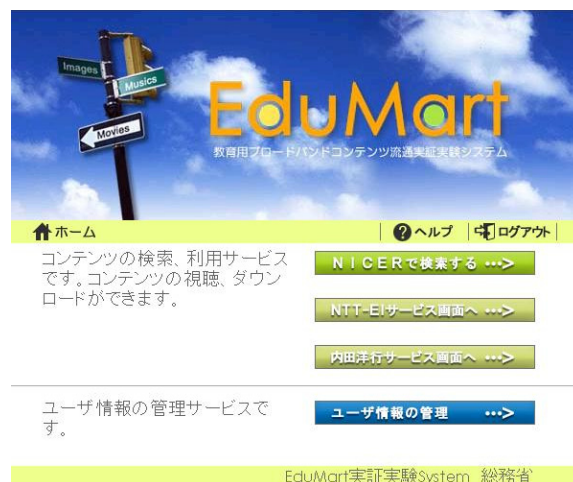 Images
Musics
Movies
EduMart
教育用ブロードバンドコンテンツ流通実証実験システム
ホーム
ヘルプ
ログアウト
コンテンツの検索、利用サービス
です。コンテンツの視聴、ダウン
ロードができます。
NICERで検索する ･･･>
NTT-EIサービス画面へ ･･･>
内田洋行サービス画面へ ･･･>
ユーザ情報の管理サービスで
す。
ユーザ情報の管理 ･･･>
EduMart実証実験System 総務省